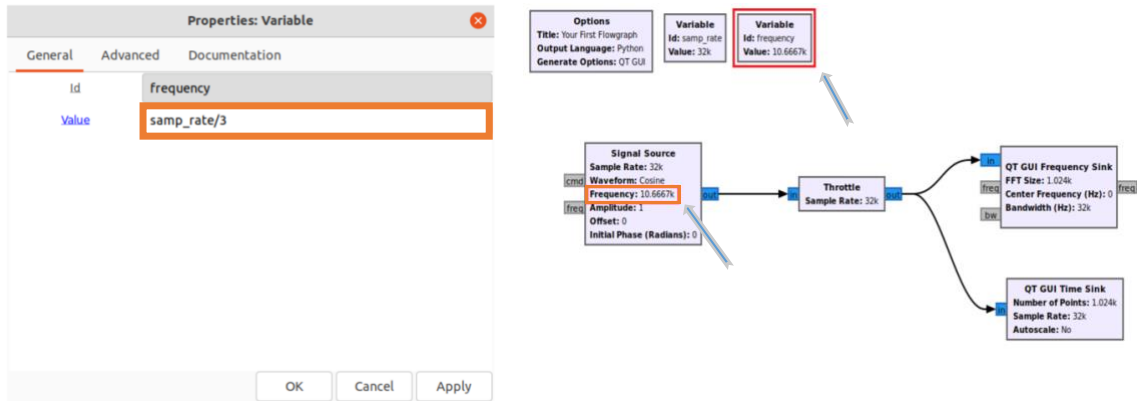 Properties: Variable
General Advanced Documentation
Id frequency
Value samp_rate/3
OK Cancel Apply
Options
Title: Your First Flowgraph
Output Language: Python
Generate Options: QT GUI
Variable
Id: samp_rate
Value: 32k
Variable
Id: frequency
Value: 10.6667k
Signal Source
Sample Rate: 32k
Waveform: Cosine
Frequency: 10.6667k
Amplitude: 1
Offset: 0
Initial Phase (Radians): 0
cmd
freq
out
in
Throttle
Sample Rate: 32k
out
in
freq
bw
QT GUI Frequency Sink
FFT Size: 1.024k
Center Frequency (Hz): 0
Bandwidth (Hz): 32k
freq
in
QT GUI Time Sink
Number of Points: 1.024k
Sample Rate: 32k
Autoscale: No